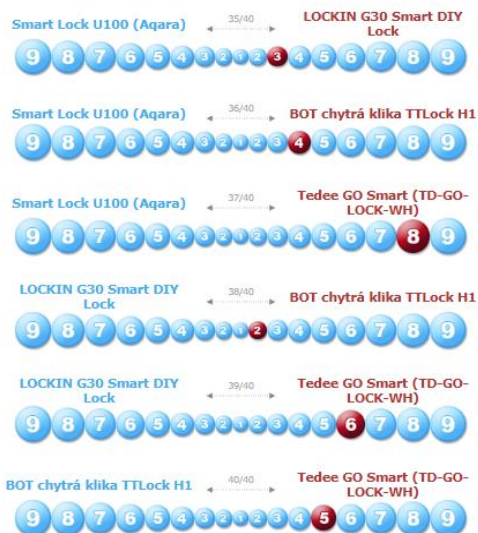 Smart Lock U100 (Aqara) 35/40 LOCKIN G30 Smart DIY
Lock
9 8 7 6 5 4 3 2 1 2 3 4 5 6 7 8 9
Smart Lock U100 (Aqara) 36/40 BOT chytrá klika TTLock H1
9 8 7 6 5 4 3 2 1 2 3 4 5 6 7 8 9
Smart Lock U100 (Aqara) 37/40 Tedee GO Smart (TD-GO-
LOCK-WH)
9 8 7 6 5 4 3 2 1 2 3 4 5 6 7 8 9
LOCKIN G30 Smart DIY
Lock 38/40 BOT chytrá klika TTLock H1
9 8 7 6 5 4 3 2 1 2 3 4 5 6 7 8 9
LOCKIN G30 Smart DIY 39/40 Tedee GO Smart (TD-GO-
Lock LOCK-WH)
9 8 7 6 5 4 3 2 1 2 3 4 5 6 7 8 9
BOT chytrá klika TTLock H1 40/40 Tedee GO Smart (TD-GO-
LOCK-WH)
9 8 7 6 5 4 3 2 1 2 3 4 5 6 7 8 9